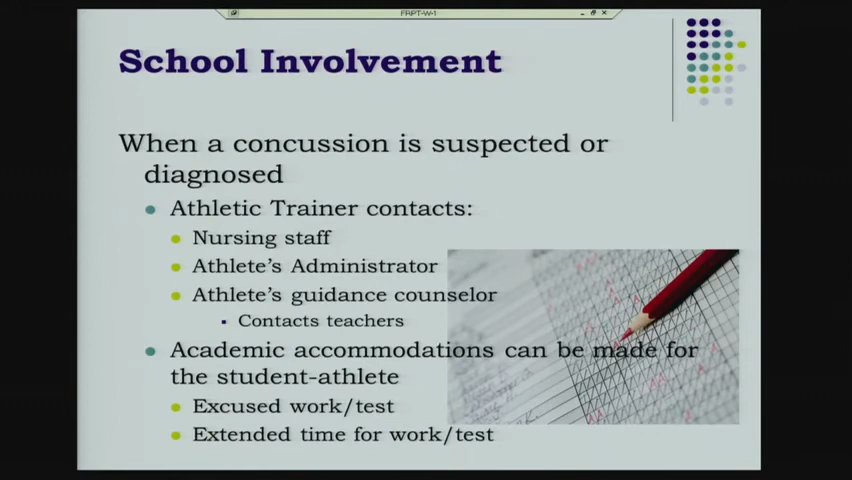 FRPT-W-1
School Involvement
When a concussion is suspected or
diagnosed
Athletic Trainer contacts:
Nursing staff
Athlete's Administrator
Athlete's guidance counselor
Contacts teachers
Academic accommodations can be made for
the student-athlete
Excused work/test
Extended time for work/test